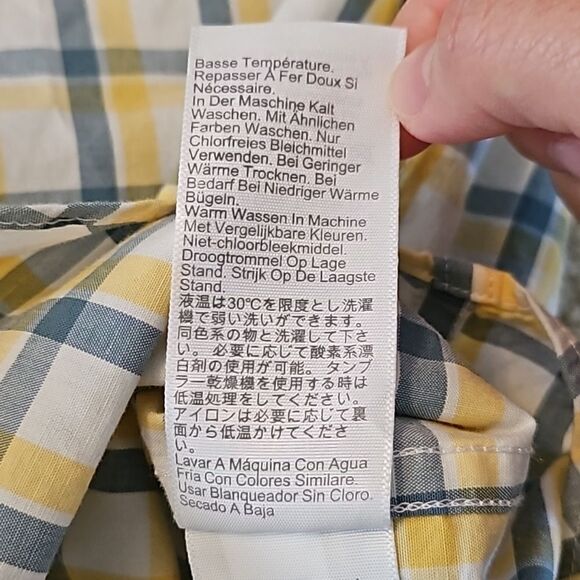 Basse Température.
Repasser À Fer Doux Si
Nécessaire.
In Der Maschine Kalt
Waschen. Mit Ähnlichen
Farben Waschen. Nur
Chlorfreies Bleichmittel
Verwenden. Bei Geringer
Wärme Trocknen. Bei
Bedarf Bei Niedriger Wärme
Bügeln.
Warm Wassen In Machine
Met Vergelijkbare Kleuren.
Niet-chloorbleekmiddel.
Droogtrommel Op Lage
Stand. Strijk Op De Laagste
Stand.
液温は30℃を限度とし洗濯
機で弱い洗いができます。
同色系の物と洗濯して下さ
い。 必要に応じて酸素系漂
白剤の使用が可能。 タンブ
ラー乾燥機を使用する時は
低温処理をしてください。
アイロンは必要に応じて裏
面から低温かけてくださ
い。
Lavar A Máquina Con Agua
Fría Con Colores Similare.
Usar Blanqueador Sin Cloro.
Secado A Baja